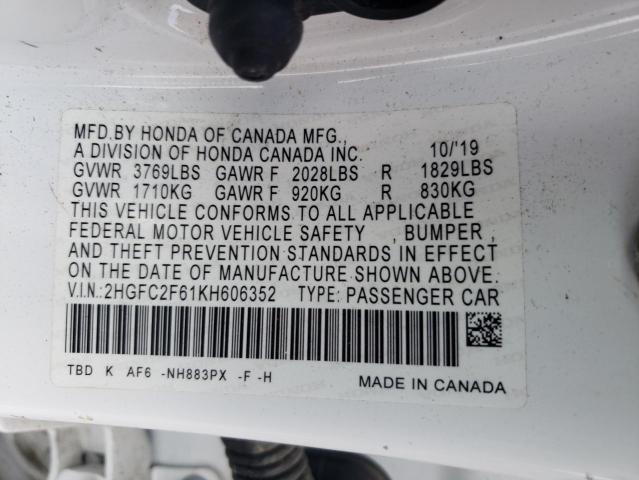 MFD.BY HONDA OF CANADA MFG.,
A DIVISION OF HONDA CANADA INC. 10/'19
GVWR 3769LBS GAWR F 2028LBS R 1829LBS
GVWR 1710KG GAWR F 920KG R 830KG
THIS VEHICLE CONFORMS TO ALL APPLICABLE
FEDERAL MOTOR VEHICLE SAFETY , BUMPER ,
AND THEFT PREVENTION STANDARDS IN EFFECT
ON THE DATE OF MANUFACTURE SHOWN ABOVE.
V.I.N.:2HGFC2F61KH606352 TYPE: PASSENGER CAR
TBD K AF6 -NH883PX -F -H MADE IN CANADA